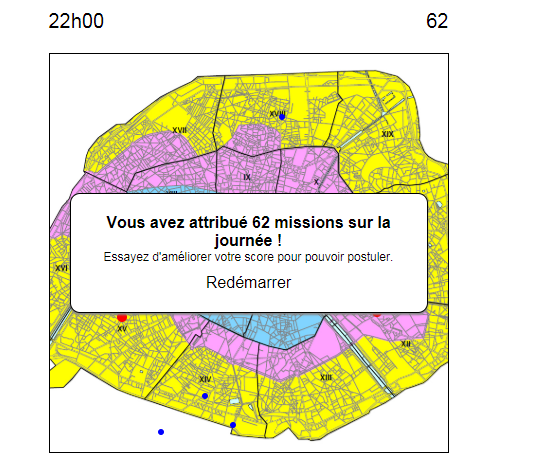 22h00
62
XVIII
XVII
XIX
IX
X
Vous avez attribué 62 missions sur la
journée !
Essayez d'améliorer votre score pour pouvoir postuler.
XVI
Redémarrer
XV
XII
XIV
XIII